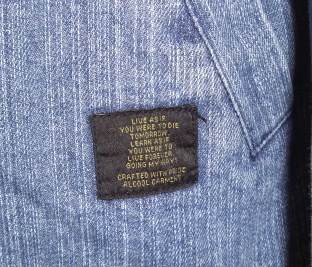 LIVE AS IF
YOU WERE TO DIE
TOMORROW.
LEARN AS IF
YOU WERE TO
LIVE FOREVER.
GOING MY WAY!
CRAFTED WITH PRIDE
ALCOOL GARMENT